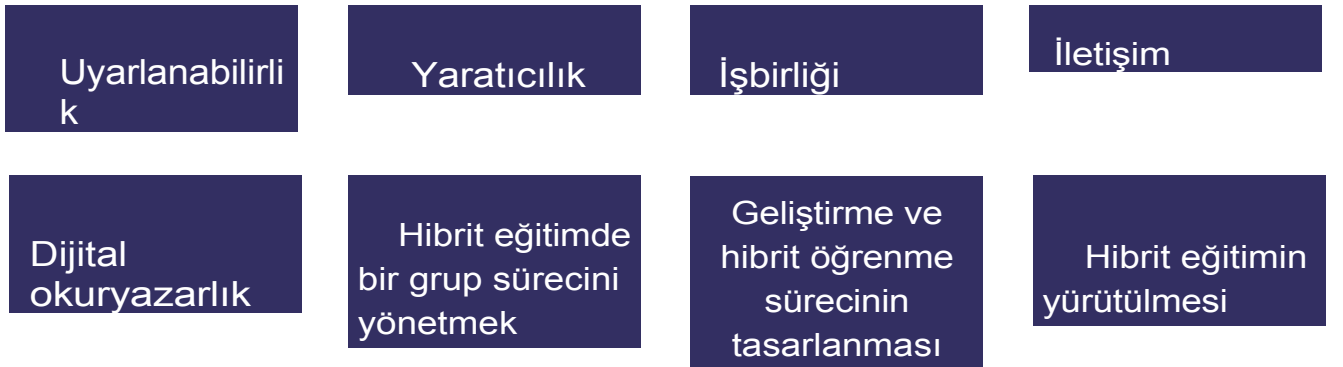 Uyarlanabilirli
k
Yaratıcılık
İşbirliği
İletişim
Dijital
okuryazarlık
Hibrit eğitimde
bir grup sürecini
yönetmek
Geliştirme ve
hibrit öğrenme
sürecinin
tasarlanması
Hibrit eğitimin
yürütülmesi